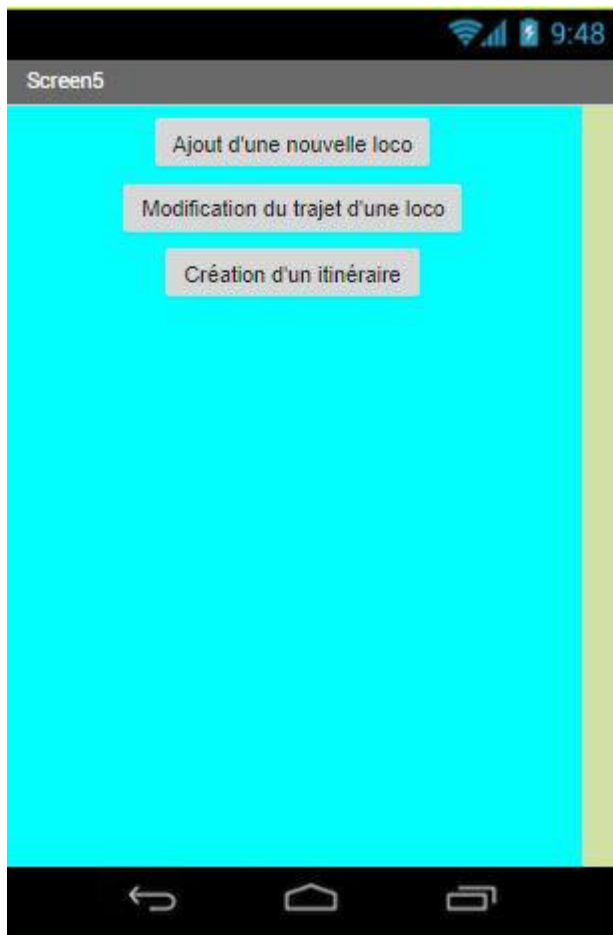 9:48
Screen5
Ajout d'une nouvelle loco
Modification du trajet d'une loco
Création d'un itinéraire